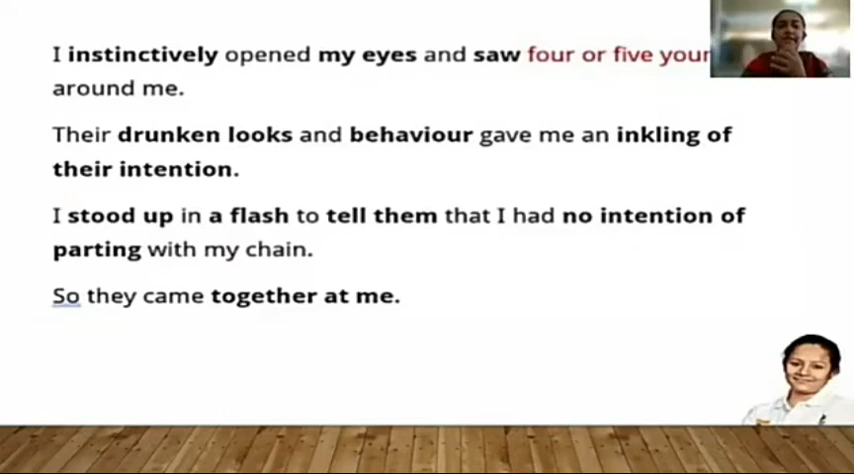 I instinctively opened my eyes and saw four or five
around me.
Their drunken looks and behaviour gave me an inkling of
their intention.
I stood up in a flash to tell them that I had no intention of
parting with my chain.
So they came together at me.